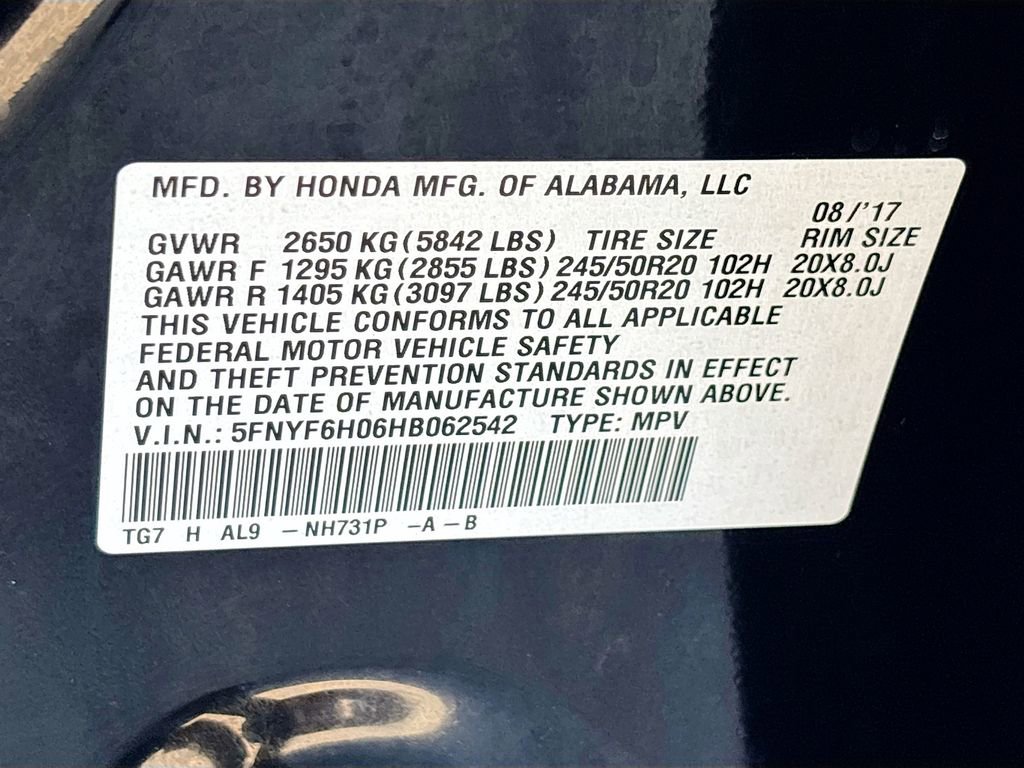 MFD. BY HONDA MFG. OF ALABAMA, LLC
08/'17
GVWR 2650 KG (5842 LBS) TIRE SIZE RIM SIZE
GAWR F 1295 KG (2855 LBS) 245/50R20 102H 20X8.0J
GAWR R 1405 KG (3097 LBS) 245/50R20 102H 20X8.0J
THIS VEHICLE CONFORMS TO ALL APPLICABLE
FEDERAL MOTOR VEHICLE SAFETY
AND THEFT PREVENTION STANDARDS IN EFFECT
ON THE DATE OF MANUFACTURE SHOWN ABOVE.
V.I.N.: 5FNYF6H06HB062542 TYPE: MPV
TG7 H AL9 -NH731P -A-B